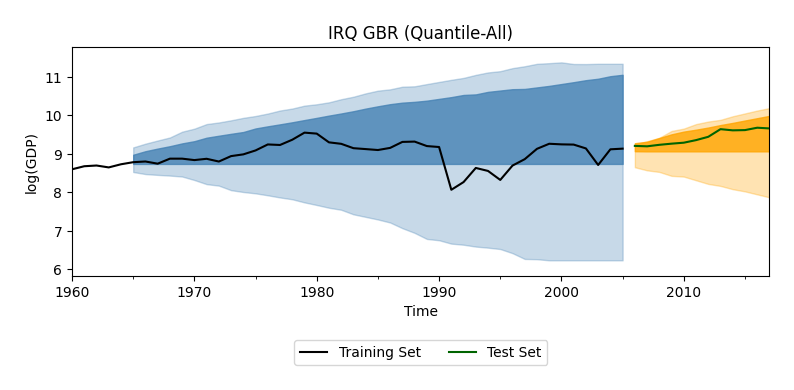 IRQ GBR (Quantile-All)
log(GDP)
11
10
9
8
7
6
1960 1970 1980 1990 2000 2010
Time
Training Set Test Set